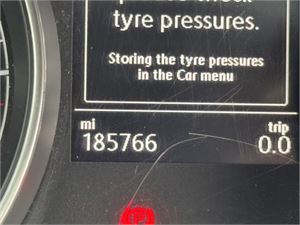 tyre pressures.
Storing the tyre pressures
in the Car menu
mi trip
185766 0.0